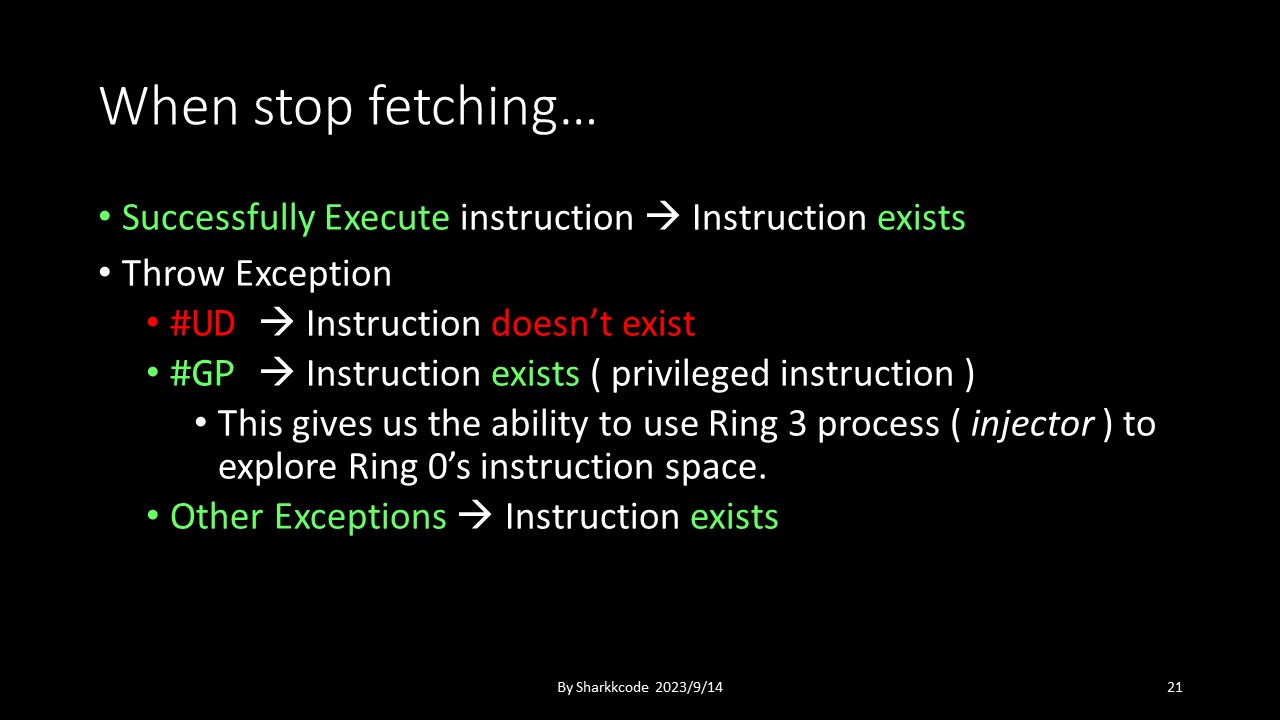 When stop fetching...
• Successfully Execute instruction → Instruction exists
• Throw Exception
• #UD → Instruction doesn’t exist
• #GP → Instruction exists ( privileged instruction )
• This gives us the ability to use Ring 3 process ( injector ) to
explore Ring 0’s instruction space.
• Other Exceptions → Instruction exists
By Sharkkcode 2023/9/14
21